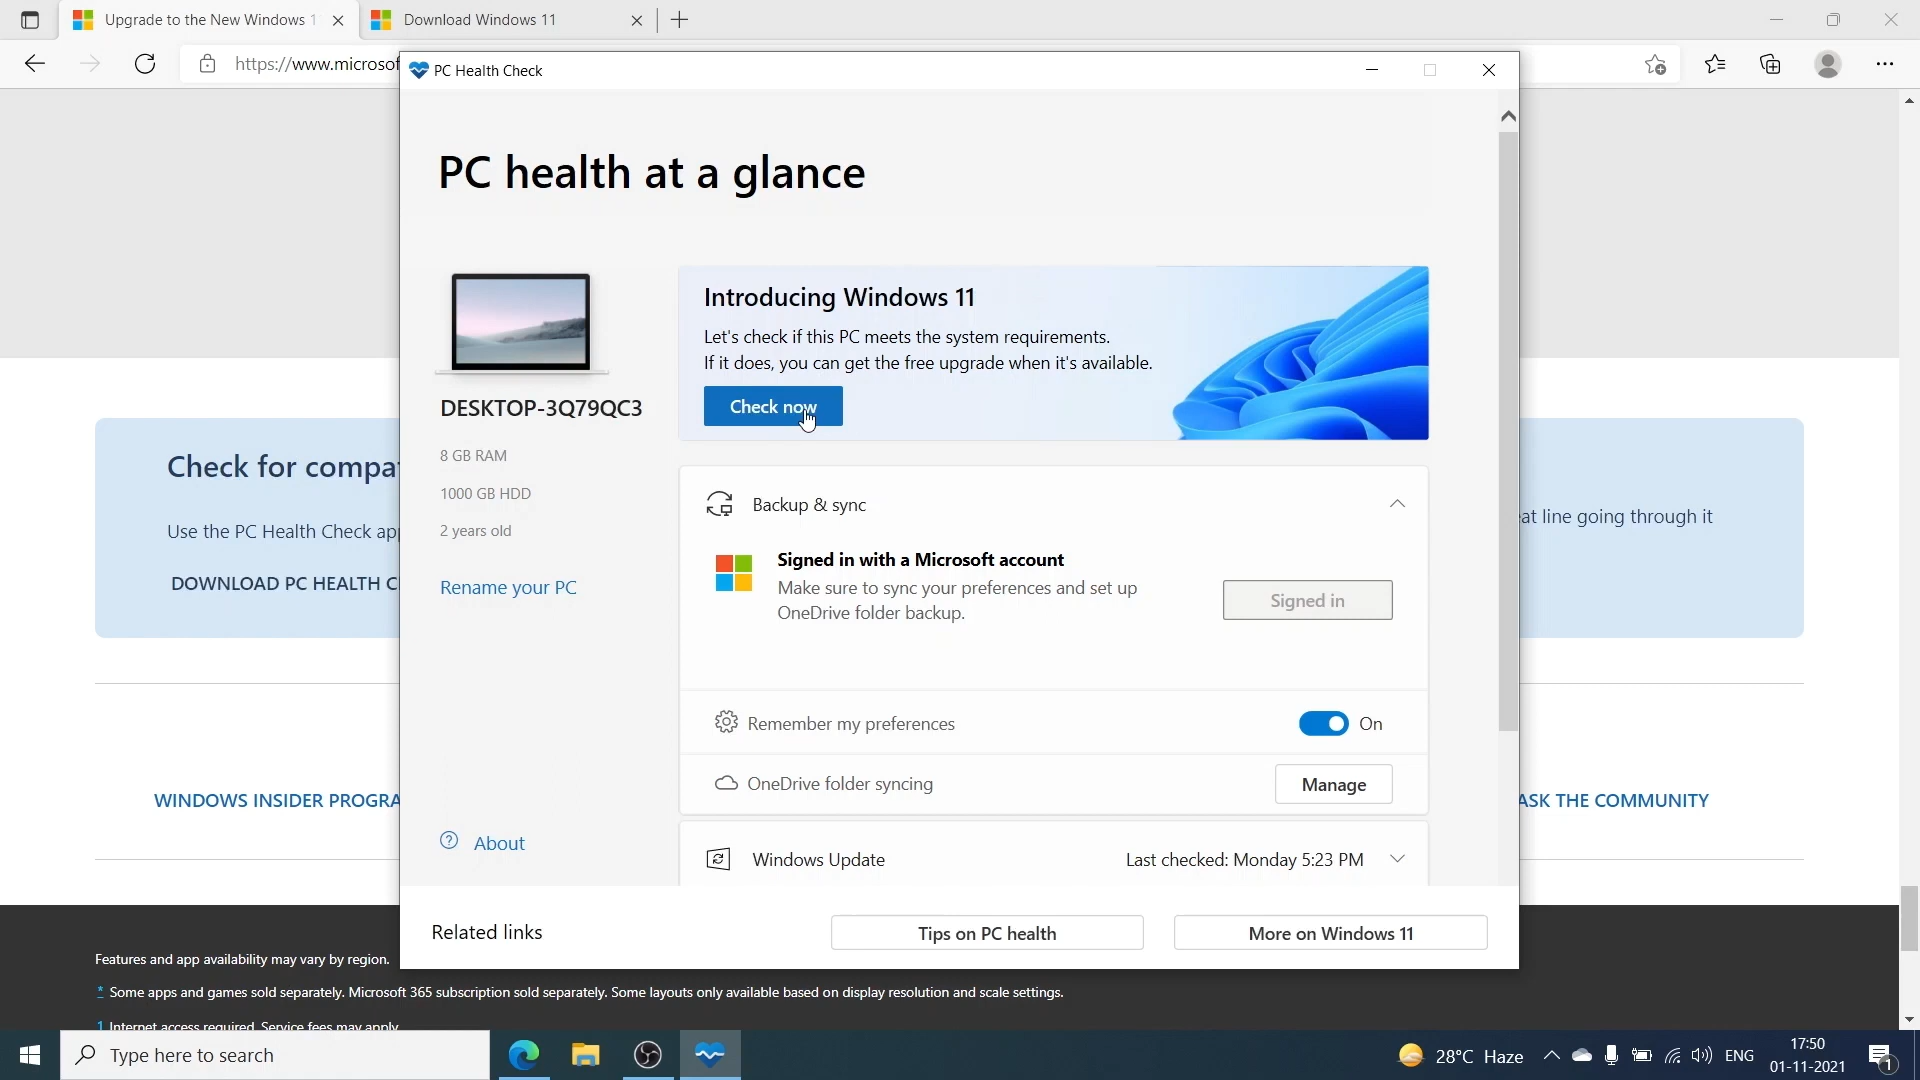 Upgrade to the New Windows 1
Download Windows 11
https://www.microsof
PC Health Check
PC health at a glance
DESKTOP-3Q79QC3
8 GB RAM
1000 GB HDD
2 years old
Rename your PC
About
Introducing Windows 11
Let's check if this PC meets the system requirements.
If it does, you can get the free upgrade when it's available.
Check now
Backup & sync
Signed in with a Microsoft account
Make sure to sync your preferences and set up
OneDrive folder backup.
Signed in
Remember my preferences
On
OneDrive folder syncing
Manage
Windows Update
Last checked: Monday 5:23 PM
Related links
Tips on PC health
More on Windows 11
Check for compa
Use the PC Health Check ap
DOWNLOAD PC HEALTH C
at line going through it
WINDOWS INSIDER PROGRA
ASK THE COMMUNITY
Features and app availability may vary by region.
* Some apps and games sold separately. Microsoft 365 subscription sold separately. Some layouts only available based on display resolution and scale settings.
1 Internet access required. Service fees may apply.
Type here to search
28°C Haze
ENG
17:50
01-11-2021
1